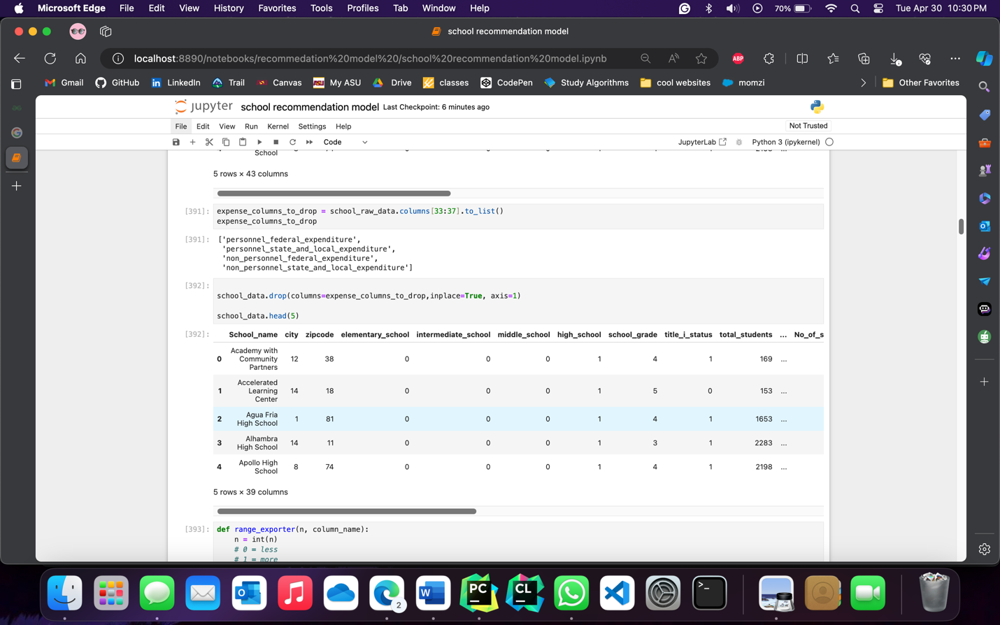 Microsoft Edge File Edit View History Favorites Tools Profiles Tab Window Help 70% Tue Apr 30 10:30 PM
school recommendation model
localhost:8890/notebooks/recommedation%20model%20/school%20recommendation%20model.ipynb ABP
Gmail GitHub LinkedIn Trail Canvas My ASU Drive classes CodePen Study Algorithms cool websites momzi Other Favorites
jupyter school recommendation model Last Checkpoint: 6 minutes ago
File Edit View Run Kernel Settings Help Not Trusted
Code JupyterLab Python 3 (ipykernel)
School
5 rows × 43 columns
[391]: expense_columns_to_drop = school_raw_data.columns[33:37].to_list()
expense_columns_to_drop
[391]: ['personnel_federal_expenditure',
'personnel_state_and_local_expenditure',
'non_personnel_federal_expenditure',
'non_personnel_state_and_local_expenditure']
[392]:
school_data.drop(columns=expense_columns_to_drop,inplace=True, axis=1)
school_data.head(5)
[392]: School_name city zipcode elementary_school intermediate_school middle_school high_school school_grade title_i_status total_students ... No_of_s
0 Academy with Community Partners 12 38 0 0 0 1 4 1 169 ...
1 Accelerated Learning Center 14 18 0 0 0 1 5 0 153 ...
2 Agua Fria High School 1 81 0 0 0 1 4 1 1653 ...
3 Alhambra High School 14 11 0 0 0 1 3 1 2283 ...
4 Apollo High School 8 74 0 0 0 1 4 1 2198 ...
5 rows × 39 columns
[393]: def range_exporter(n, column_name):
n = int(n)
# 0 = less
# 1 = more
2
W
PC
CL